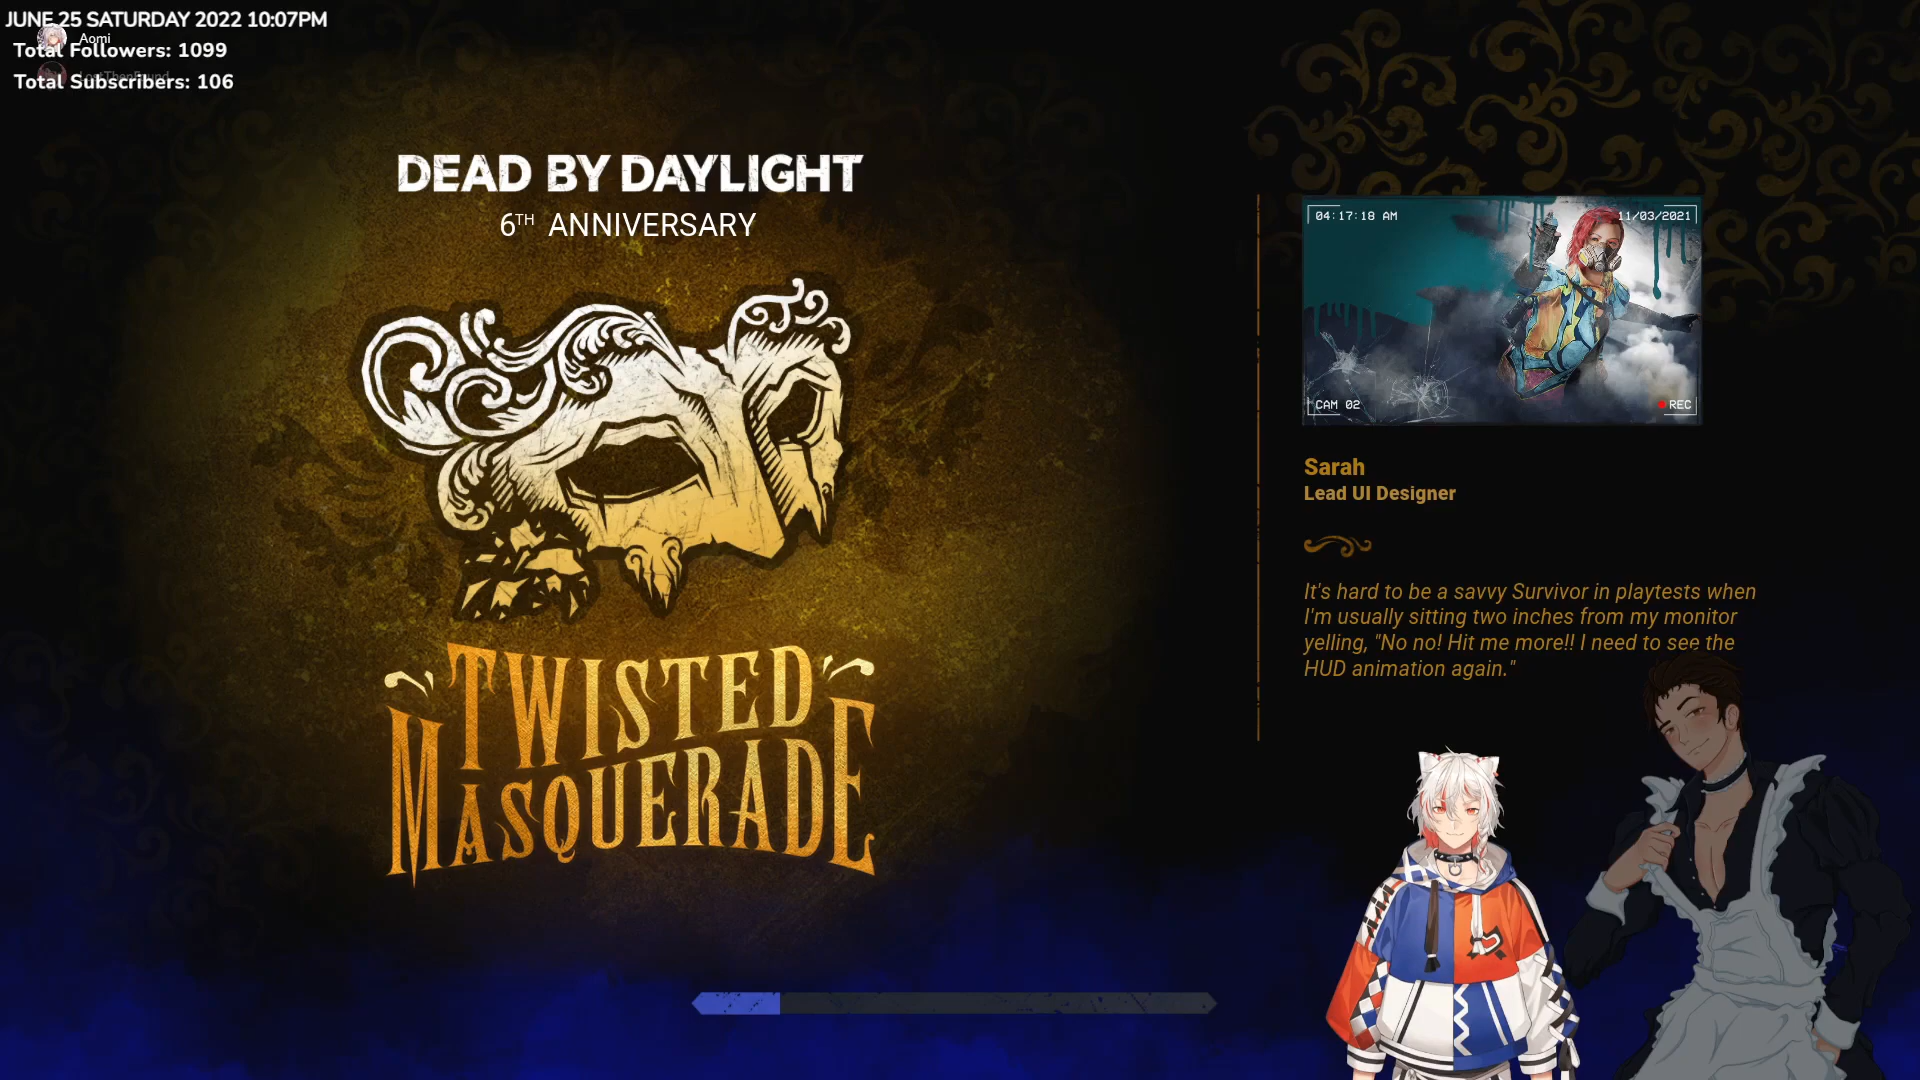 JUNE 25 SATURDAY 2022 10:07PM
Aomi
Total Followers: 1099
LostThenFound
Total Subscribers: 106
DEAD BY DAYLIGHT
6TH ANNIVERSARY
TWISTED
MASQUERADE
04:17:18 AM
11/03/2021
CAM 02
REC
Sarah
Lead UI Designer
It's hard to be a savvy Survivor in playtests when
I'm usually sitting two inches from my monitor
yelling, "No no! Hit me more!! I need to see the
HUD animation again."